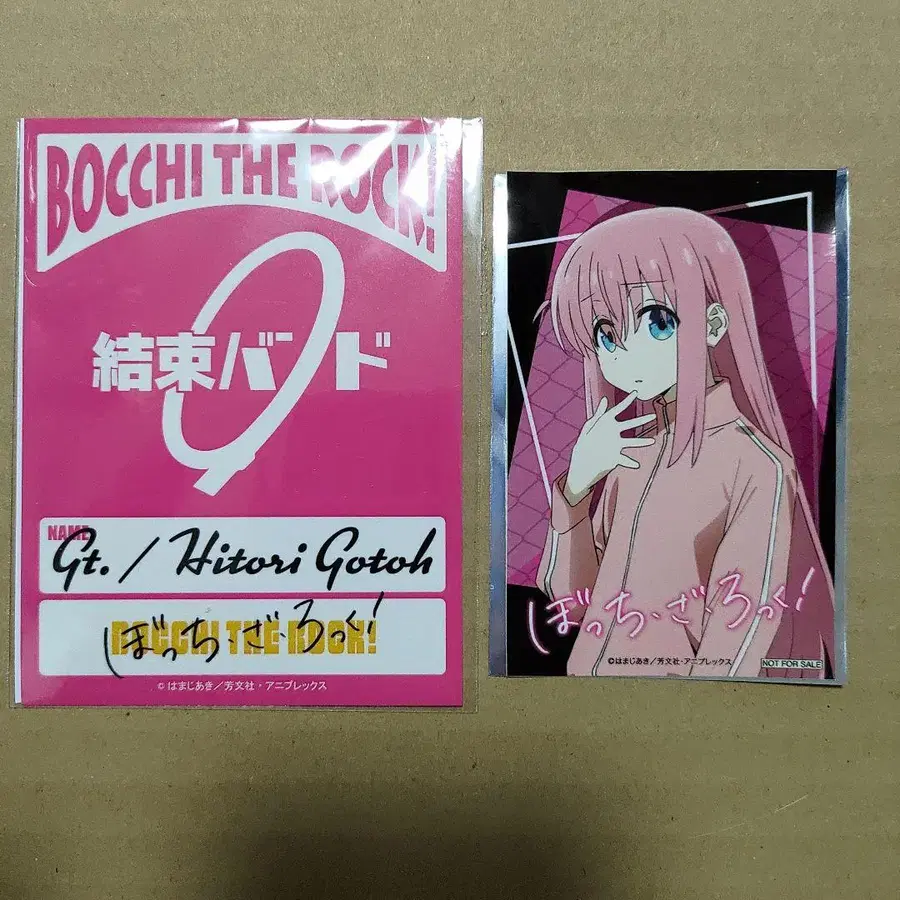 BOCCHI THE ROCK!
結束バンド
NAME
Gt. / Hitori Gotoh
BOCCHI THE ROCK!
ぼっち・ざ・ろっく!
©はまじあき/芳文社・アニプレックス
ぼっち・ざ・ろっく!
©はまじあき/芳文社・アニプレックス
NOT FOR SALE